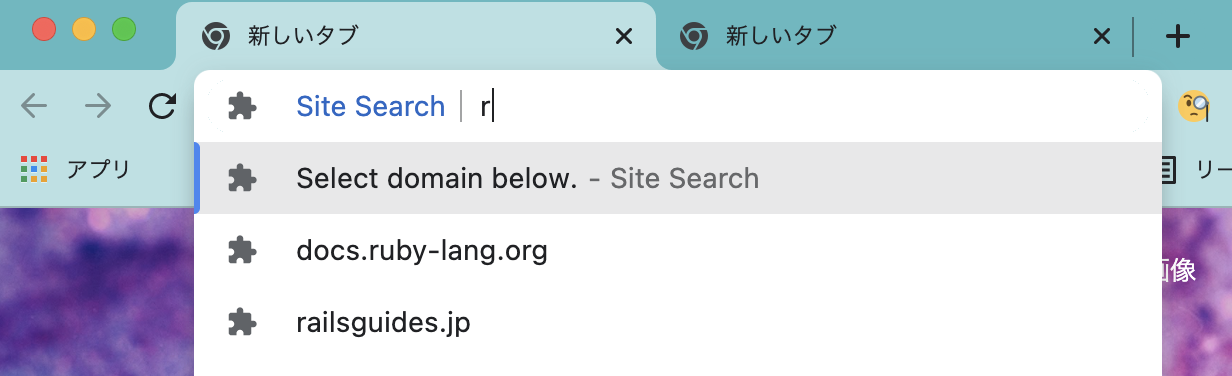 新しいタブ 新しいタブ
Site Search r
アプリ リー
Select domain below. - Site Search
docs.ruby-lang.org
画像
railsguides.jp